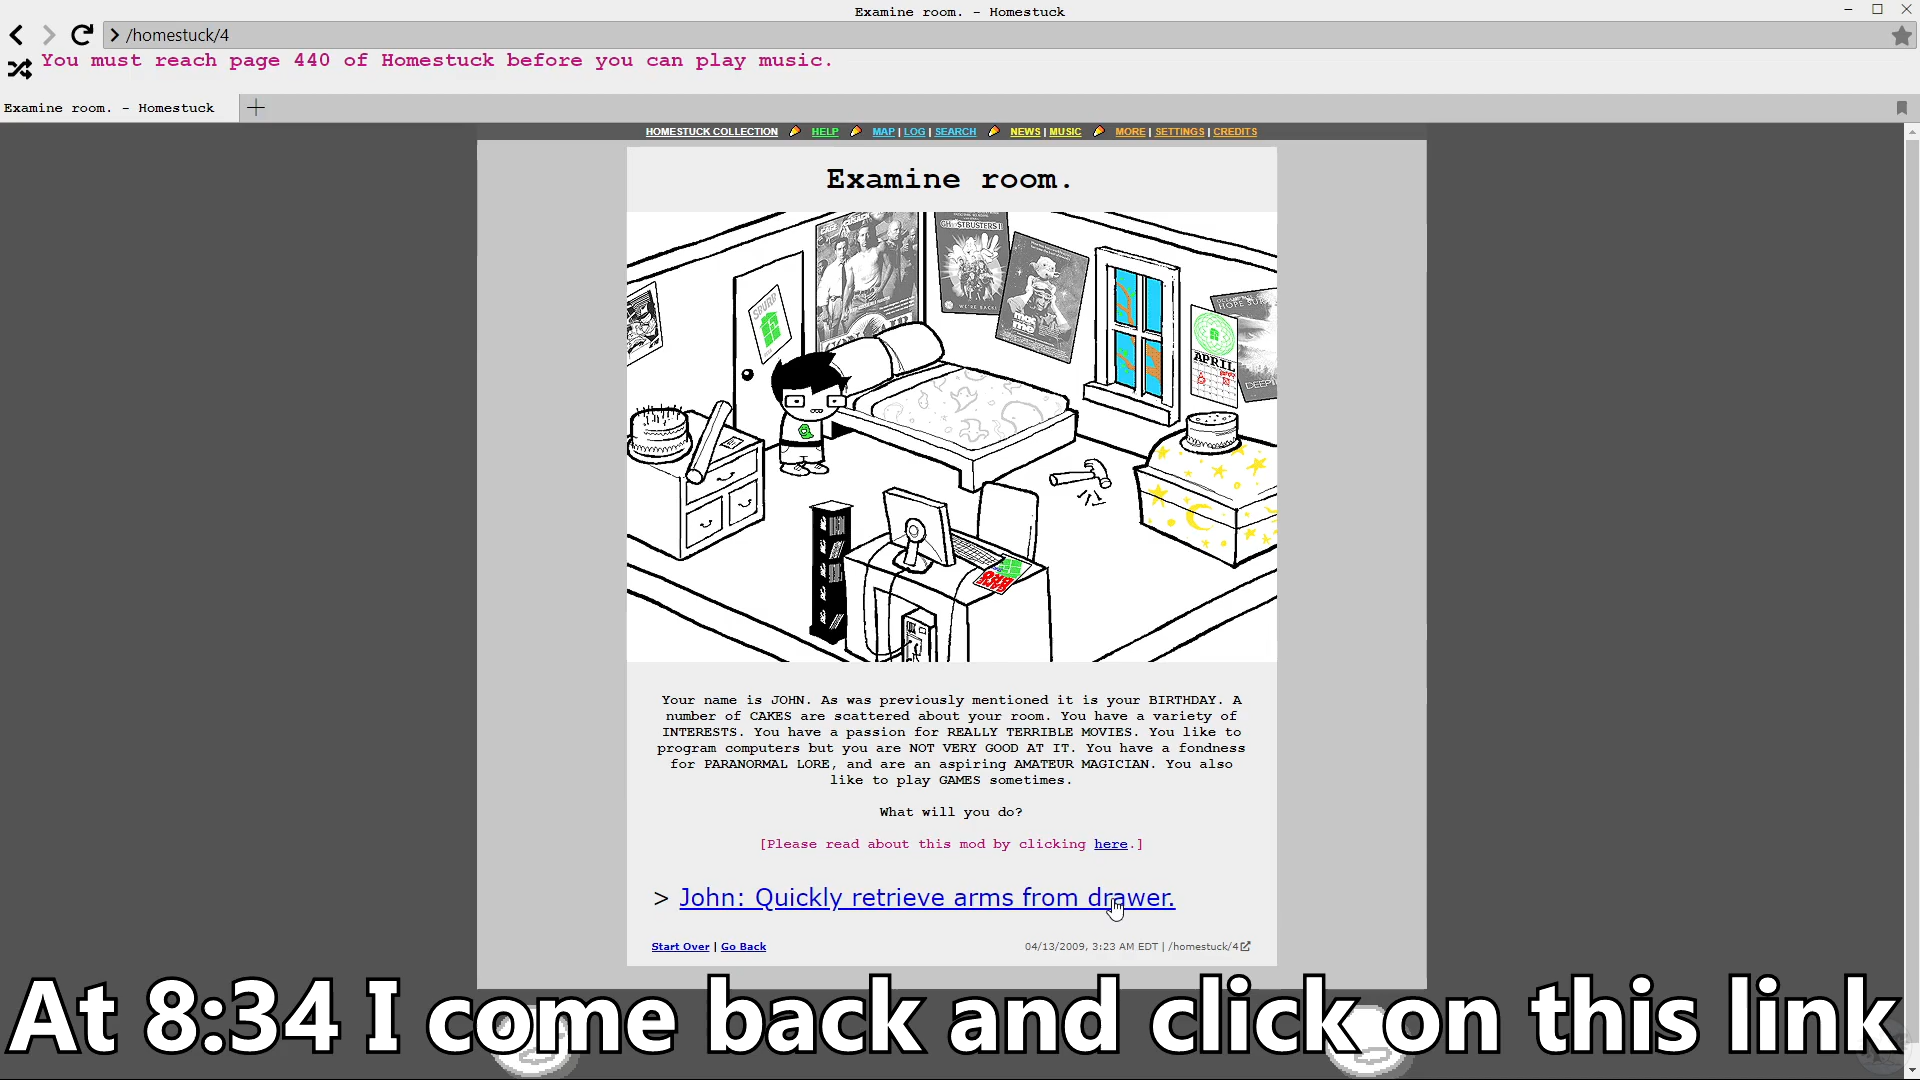 Examine room. - Homestuck
/homestuck/4
You must reach page 440 of Homestuck before you can play music.
Examine room. - Homestuck
HOMESTUCK COLLECTION HELP MAP | LOG | SEARCH NEWS | MUSIC MORE | SETTINGS | CREDITS
Examine room.
GHOSTBUSTERS II
WE'RE BACK!
APRIL
Your name is JOHN. As was previously mentioned it is your BIRTHDAY. A
number of CAKES are scattered about your room. You have a variety of
INTERESTS. You have a passion for REALLY TERRIBLE MOVIES. You like to
program computers but you are NOT VERY GOOD AT IT. You have a fondness
for PARANORMAL LORE, and are an aspiring AMATEUR MAGICIAN. You also
like to play GAMES sometimes.
What will you do?
[Please read about this mod by clicking here.]
> John: Quickly retrieve arms from drawer.
Start Over | Go Back
04/13/2009, 3:23 AM EDT | /homestuck/4
At 8:34 I come back and click on this link